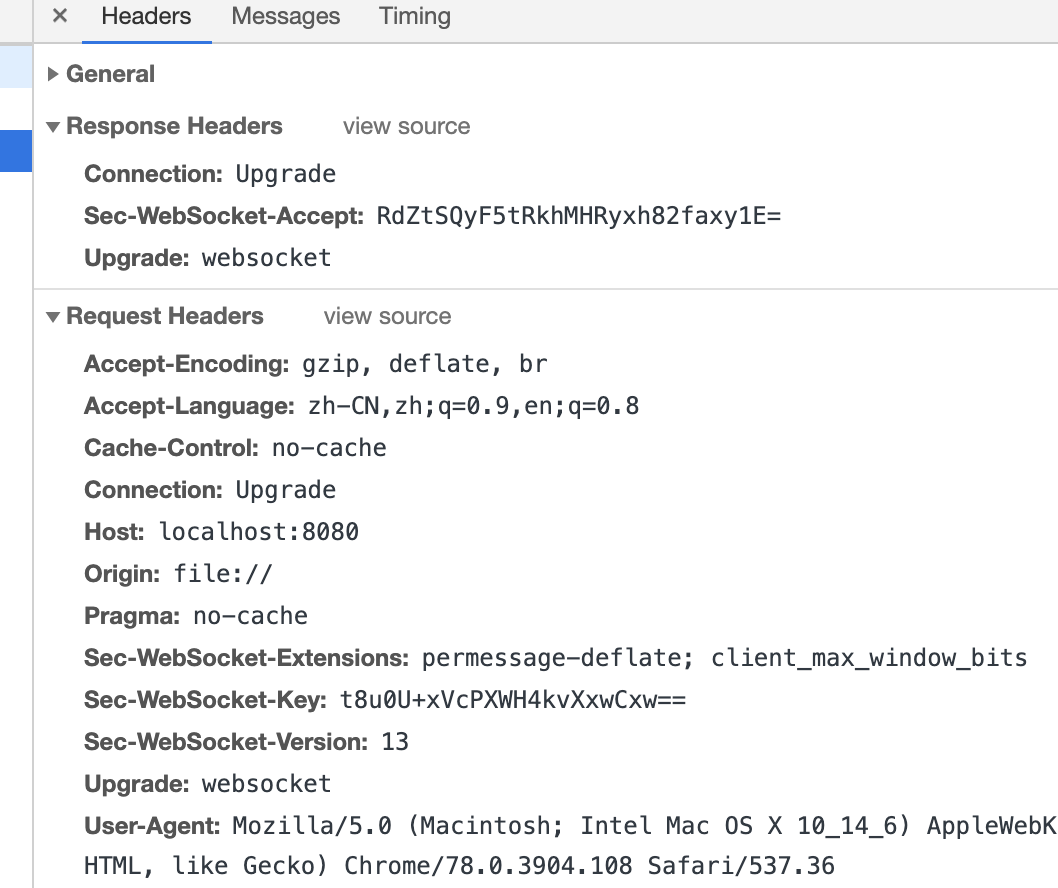 × Headers Messages Timing
General
Response Headers view source
Connection: Upgrade
Sec-WebSocket-Accept: RdZtSQyF5tRkhMHRyxh82faxy1E=
Upgrade: websocket
Request Headers view source
Accept-Encoding: gzip, deflate, br
Accept-Language: zh-CN,zh;q=0.9,en;q=0.8
Cache-Control: no-cache
Connection: Upgrade
Host: localhost:8080
Origin: file://
Pragma: no-cache
Sec-WebSocket-Extensions: permessage-deflate; client_max_window_bits
Sec-WebSocket-Key: t8u0U+xVcPXWH4kvXxwCxw==
Sec-WebSocket-Version: 13
Upgrade: websocket
User-Agent: Mozilla/5.0 (Macintosh; Intel Mac OS X 10_14_6) AppleWebK
HTML, like Gecko) Chrome/78.0.3904.108 Safari/537.36